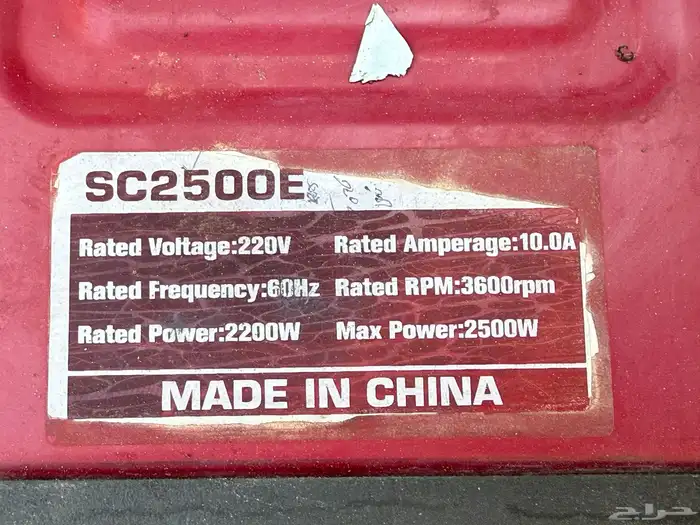 SC2500E
Rated Voltage:220V Rated Amperage:10.0A
Rated Frequency:60Hz Rated RPM:3600rpm
Rated Power:2200W Max Power:2500W
MADE IN CHINA
حراج